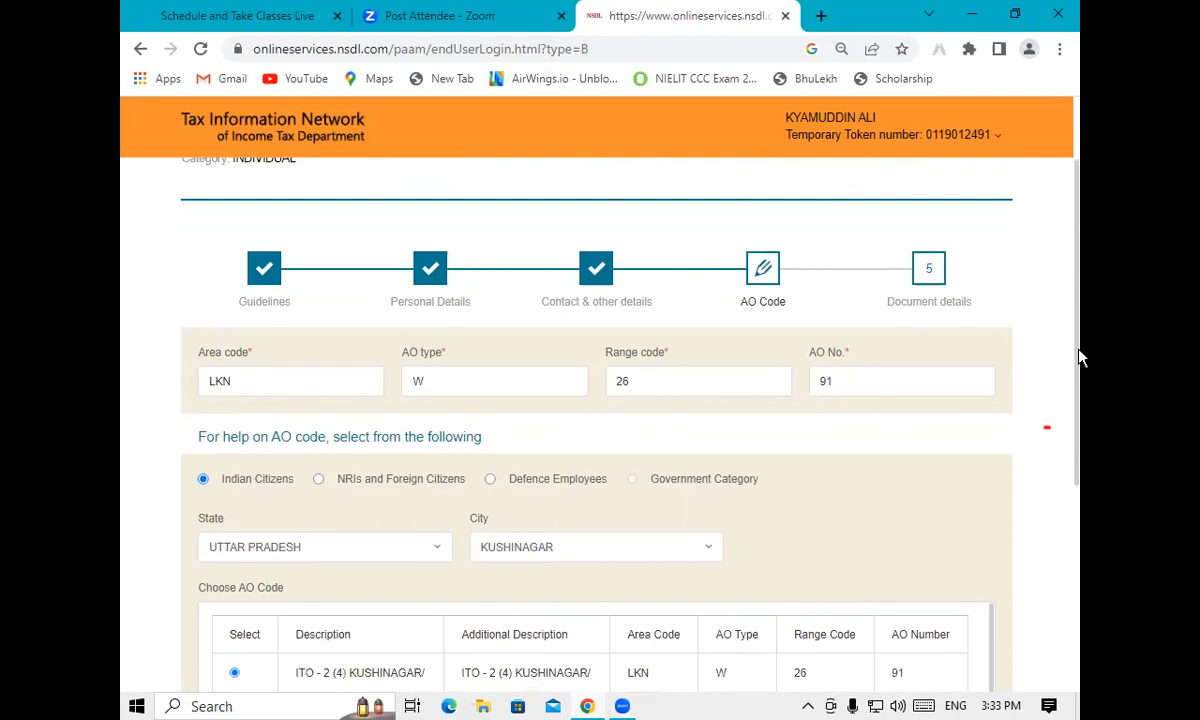 Schedule and Take Classes Live
Post Attendee - Zoom
NSDL https://www.onlineservices.nsdl.c
onlineservices.nsdl.com/paam/endUserLogin.html?type=B
Apps Gmail YouTube Maps New Tab AirWings.io - Unblo... NIELIT CCC Exam 2... BhuLekh Scholarship
Tax Information Network
of Income Tax Department
KYAMUDDIN ALI
Temporary Token number: 0119012491
Category: INDIVIDUAL
5
Guidelines Personal Details Contact & other details AO Code Document details
Area code* AO type* Range code* AO No.*
LKN W 26 91
For help on AO code, select from the following
Indian Citizens NRIs and Foreign Citizens Defence Employees Government Category
State City
UTTAR PRADESH KUSHINAGAR
Choose AO Code
Select Description Additional Description Area Code AO Type Range Code AO Number
ITO - 2 (4) KUSHINAGAR/ ITO - 2 (4) KUSHINAGAR/ LKN W 26 91
Search ENG 3:33 PM